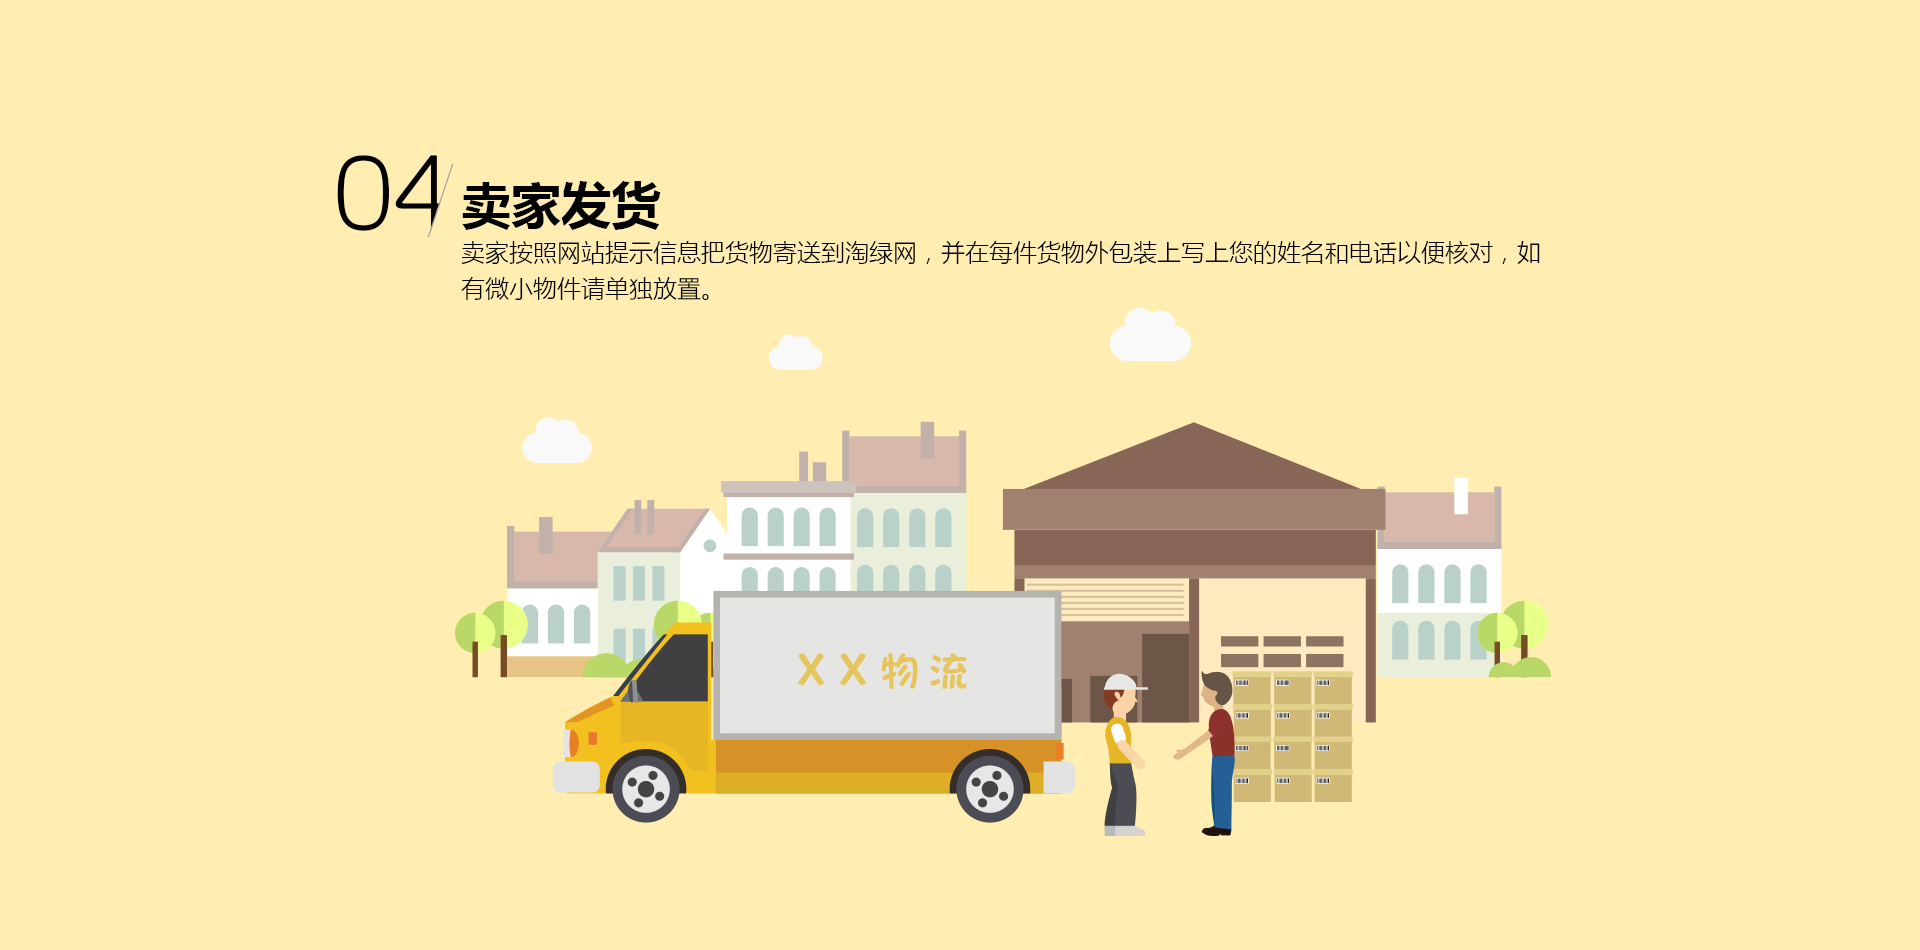 04 卖家发货
卖家按照网站提示信息把货物寄送到淘绿网，并在每件货物外包装上写上您的姓名和电话以便核对，如
有微小物件请单独放置。
XX物流